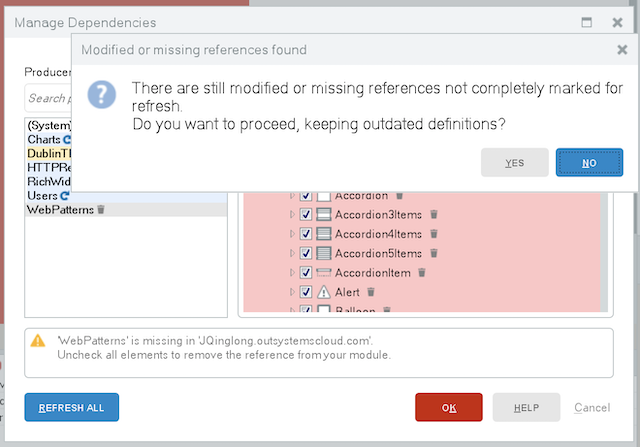 Manage Dependencies
Modified or missing references found
There are still modified or missing references not completely marked for
refresh.
Do you want to proceed, keeping outdated definitions?
YES
NO
Producer
Search
(System)
Charts
DublinT
HTTPRe
RichWid
Users
WebPatterns
Accordion
Accordion3Items
Accordion4Items
Accordion5Items
AccordionItem
Alert
Balloon
'WebPatterns' is missing in 'JQinglong.outsystemscloud.com'.
Uncheck all elements to remove the reference from your module.
REFRESH ALL
OK
HELP
Cancel